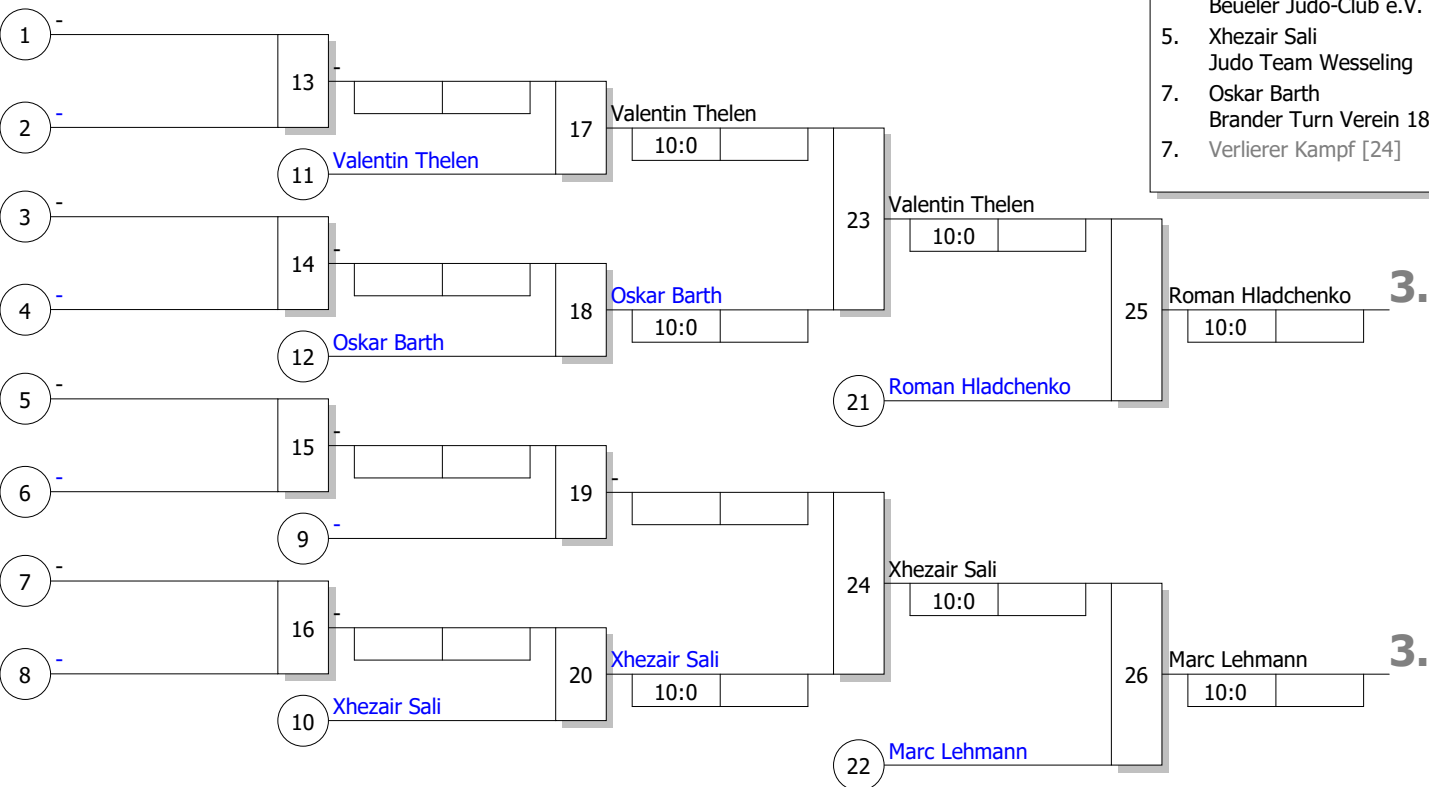 Beueler Judo-Club e.V.
5. Xhezair Sali
Judo Team Wesseling
7. Oskar Barth
Brander Turn Verein 18
7. Verlierer Kampf [24]
1 -
2 -
13 -
11 Valentin Thelen
17 Valentin Thelen
10:0
3 -
4 -
14 -
12 Oskar Barth
18 Oskar Barth
10:0
23 Valentin Thelen
10:0
21 Roman Hladchenko
25 Roman Hladchenko 3.
10:0
5 -
6 -
15 -
9 -
19 -
7 -
8 -
16 -
10 Xhezair Sali
20 Xhezair Sali
10:0
24 Xhezair Sali
10:0
22 Marc Lehmann
26 Marc Lehmann 3.
10:0